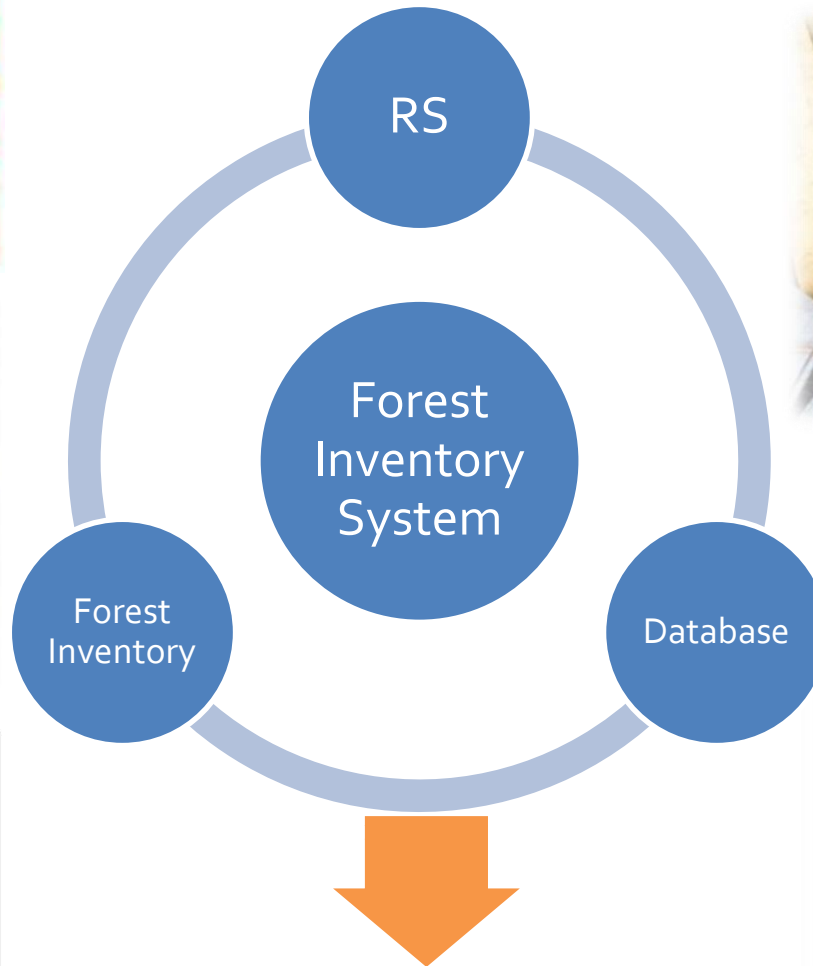 RS
Forest
Inventory
System
Forest
Inventory
Database